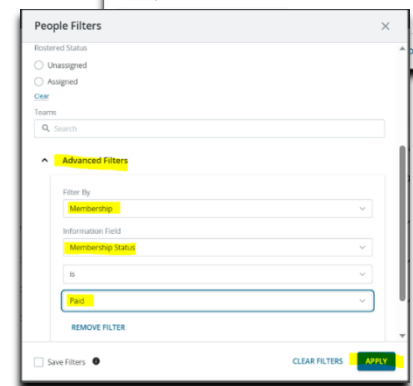 People Filters
Rostered Status
Unassigned
Assigned
Clear
Teams
Search
Advanced Filters
Filter By
Membership
Information Field
Membership Status
is
Paid
REMOVE FILTER
Save Filters
CLEAR FILTERS
APPLY